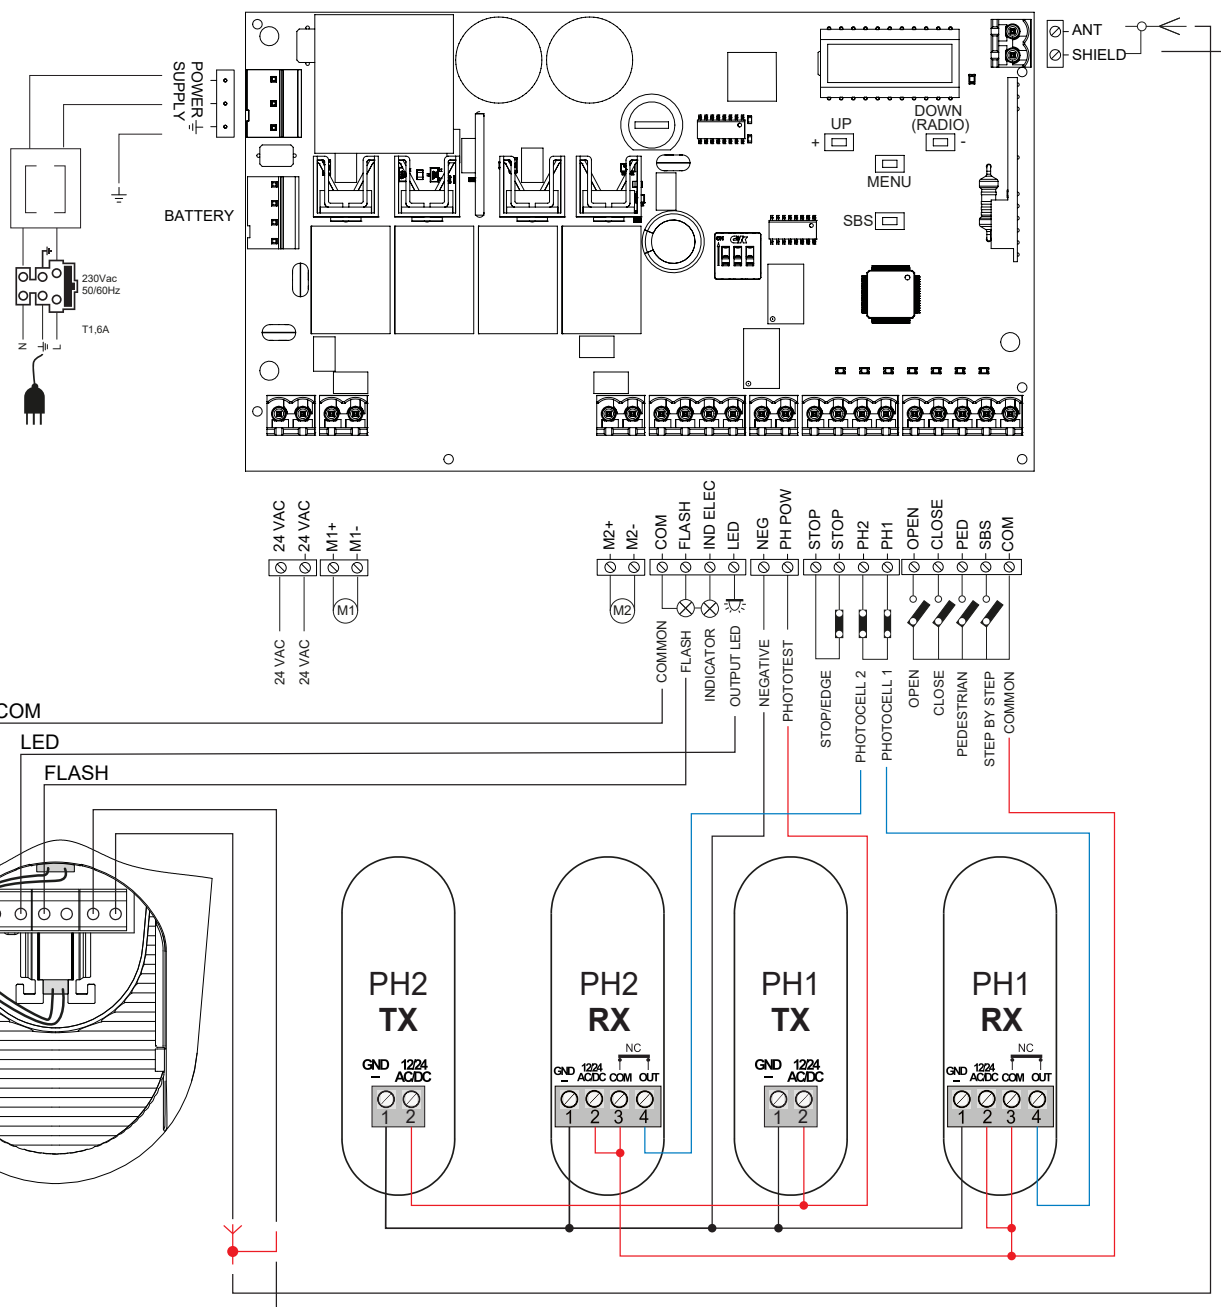 ANT
SHIELD
POWER
SUPPLY
UP
+
DOWN
(RADIO)
-
MENU
SBS
BATTERY
230Vac
50/60Hz
T1,6A
N
L
ON
24 VAC
24 VAC
M1+
M1-
M2+
M2-
COM
FLASH
IND ELEC
LED
NEG
PH POW
STOP
STOP
PH2
PH1
OPEN
CLOSE
PED
SBS
COM
M1
M2
24 VAC
24 VAC
COMMON
FLASH
INDICATOR
OUTPUT LED
NEGATIVE
PHOTOTEST
STOP/EDGE
PHOTOCELL 2
PHOTOCELL 1
OPEN
CLOSE
PEDESTRIAN
STEP BY STEP
COMMON
COM
LED
FLASH
PH2
TX
GND
–
12/24
AC/DC
1 2
PH2
RX
NC
GND
–
12/24
AC/DC
COM
OUT
1 2 3 4
PH1
TX
GND
–
12/24
AC/DC
1 2
PH1
RX
NC
GND
–
12/24
AC/DC
COM
OUT
1 2 3 4